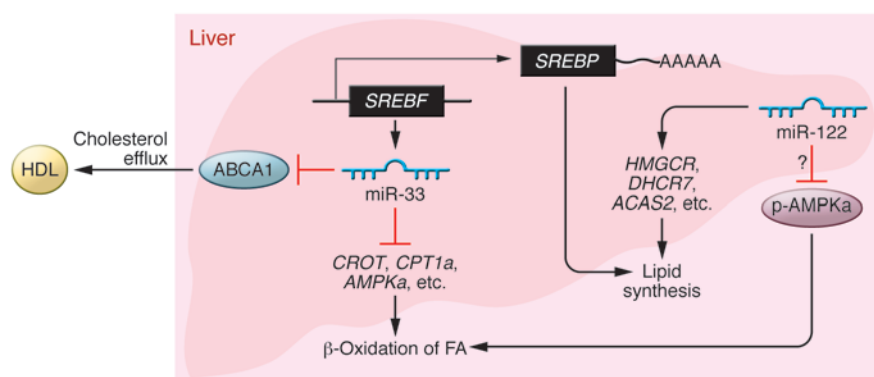 Liver
SREBP
AAAAA
SREBF
miR-122
Cholesterol
efflux
HDL
ABCA1
miR-33
HMGCR,
DHCR7,
ACAS2, etc.
?
p-AMPKa
CROT, CPT1a,
AMPKa, etc.
Lipid
synthesis
β-Oxidation of FA